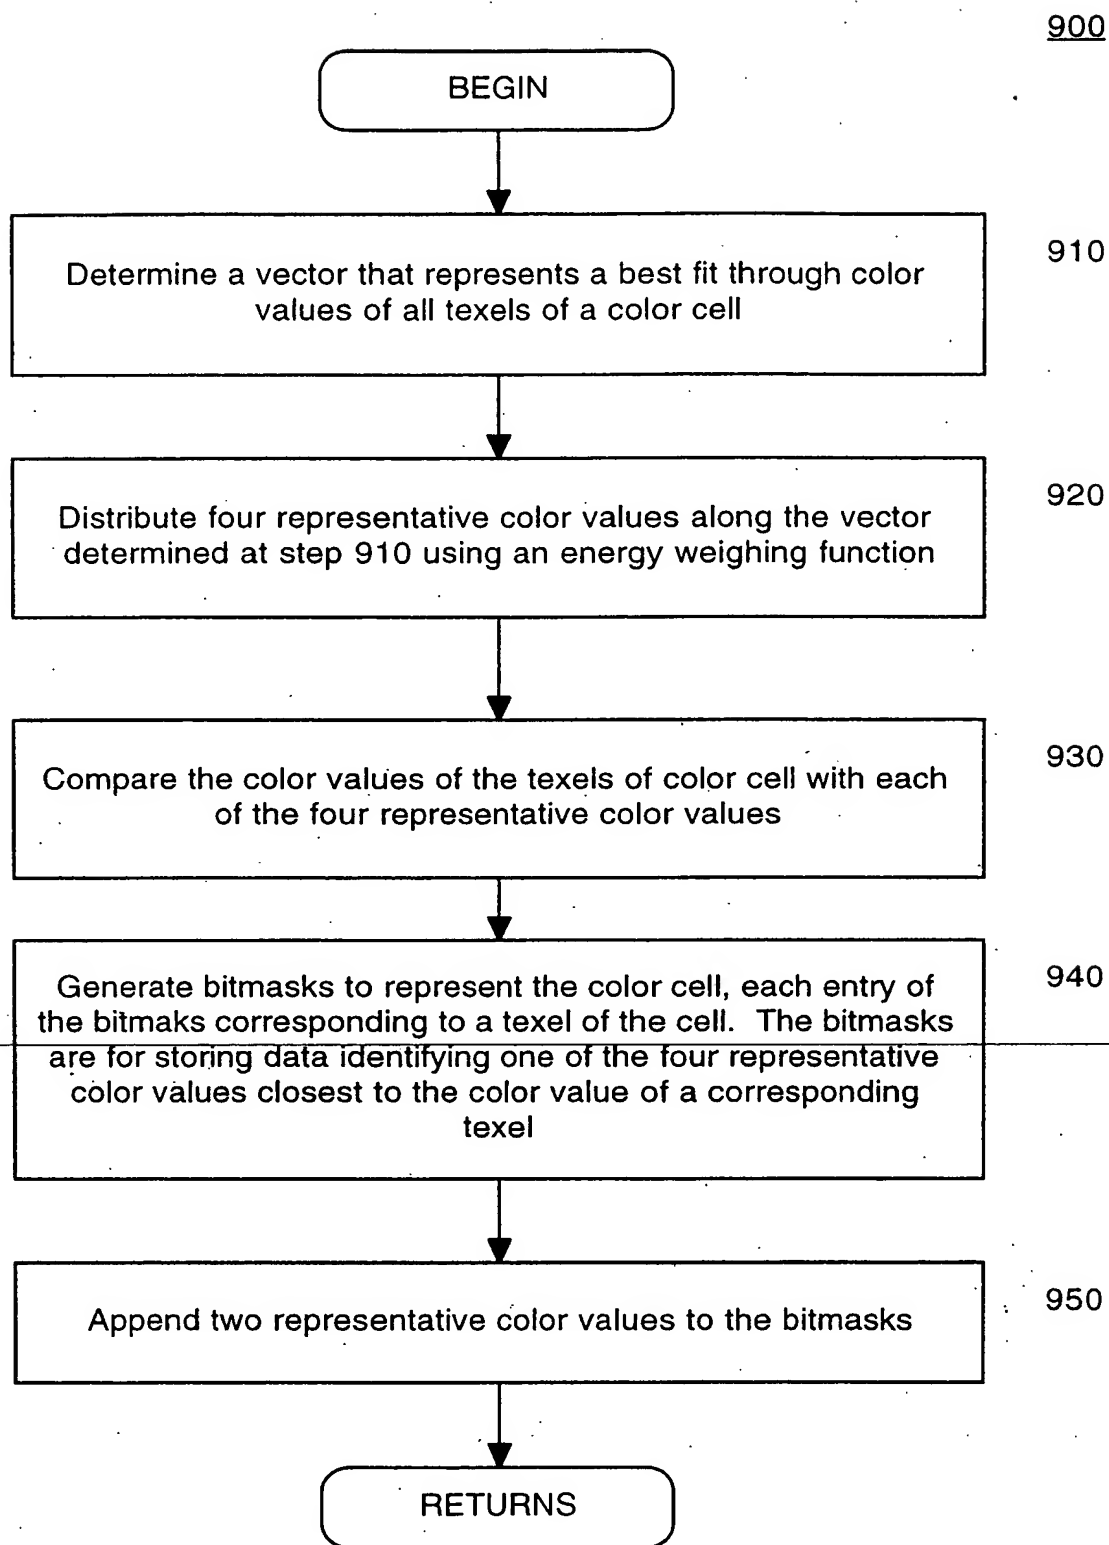 900
BEGIN
910
Determine a vector that represents a best fit through color
values of all texels of a color cell
920
Distribute four representative color values along the vector
determined at step 910 using an energy weighing function
930
Compare the color values of the texels of color cell with each
of the four representative color values
940
Generate bitmasks to represent the color cell, each entry of
the bitmaks corresponding to a texel of the cell. The bitmasks
are for storing data identifying one of the four representative
color values closest to the color value of a corresponding
texel
950
Append two representative color values to the bitmasks
RETURNS